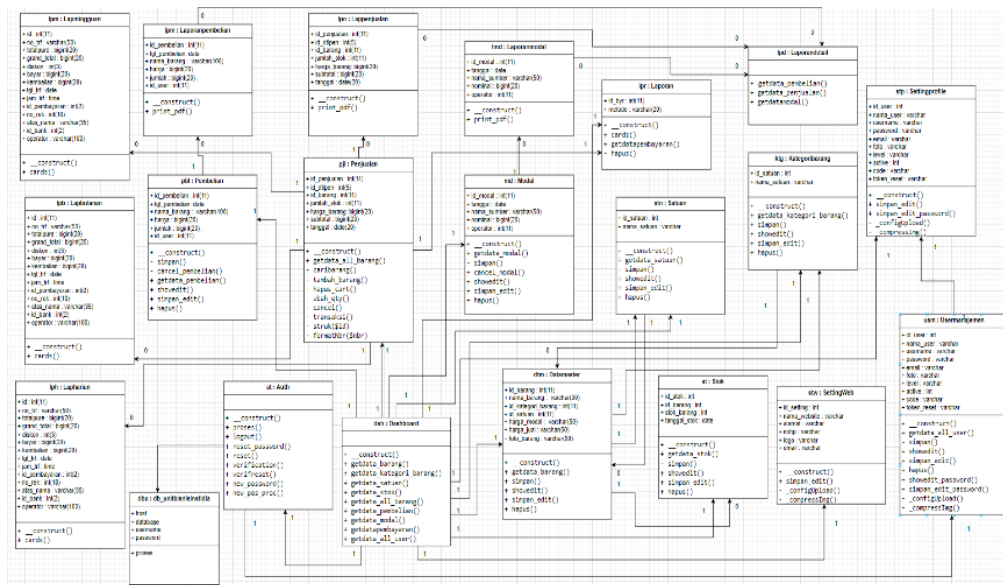 lpm : Lapmingguan
+ id : int(11)
+ no_trf : varchar(50)
+ totalpure : bigint(20)
+ grand_total : bigint(20)
+ diskon : int(3)
+ bayar : bigint(20)
+ kembalian : bigint(20)
+ tgl_trf : date
+ jam_trf : time
+ id_pembayaran : int(2)
+ no_rek : int(18)
+ atas_nama : varchar(35)
+ id_bank : int(2)
+ operator : varchar(100)
+ __construct()
+ cards()
lprn : Laporanpembelian
+ id_pembelian : int(11)
+ tgl_pembelian : date
+ nama_barang : varchar(100)
+ harga : bigint(20)
+ jumlah : bigint(20)
+ id_user : int(11)
+ __construct()
+ print_pdf()
lpn : Lappenjualan
+ id_penjualan : int(11)
+ id_dtlpen : int(5)
+ id_barang : int(11)
+ jumlah_stok : int(11)
+ harga_barang : bigint(20)
+ subtotal : bigint(20)
+ tanggal : date(20)
+ __construct()
+ print_pdf()
lmd : Laporanmodal
+ id_modal : int(11)
+ tanggal : date
+ nama_sumber : varchar(50)
+ nominal : bigint(20)
+ operator : int(11)
+ __construct()
+ print_pdf()
lpd : Laporandetail
+ getdata_pembelian()
+ getdata_penjualan()
+ getdatamodal()
lpr : Laporan
+ id_byr : int(11)
+ metode : varchar(20)
+ __construct()
+ cards()
+ getdatapembayaran()
+ hapus()
stp : Settingprofile
+ id_user : int
+ nama_user : varchar
+ username : varchar
+ password : varchar
+ email : varchar
+ foto : varchar
+ level : varchar
+ active : int
+ code : varchar
+ token_reset : varchar
+ __construct()
+ simpan_edit()
+ simpan_edit_password()
- _configUpload()
- _compressImg()
ktg : Kategoribarang
+ id_satuan : int
+ nama_satuan : varchar
+ __construct()
+ getdata_kategori_barang()
+ simpan()
+ showedit()
+ simpan_edit()
+ hapus()
lpb : Lapbulanan
+ id : int(11)
+ no_trf : varchar(50)
+ totalpure : bigint(20)
+ grand_total : bigint(20)
+ diskon : int(3)
+ bayar : bigint(20)
+ kembalian : bigint(20)
+ tgl_trf : date
+ jam_trf : time
+ id_pembayaran : int(2)
+ no_rek : int(18)
+ atas_nama : varchar(35)
+ id_bank : int(2)
+ operator : varchar(100)
+ __construct()
+ cards()
pbl : Pembelian
+ id_pembelian : int(11)
+ tgl_pembelian : date
+ nama_barang : varchar(100)
+ harga : bigint(20)
+ jumlah : bigint(20)
+ id_user : int(11)
+ __construct()
- simpan()
- cancel_pembelian()
+ getdata_pembelian()
+ showedit()
+ simpan_edit()
+ hapus()
pjl : Penjualan
+ id_penjualan : int(11)
+ id_dtlpen : int(5)
+ id_barang : int(11)
+ jumlah_stok : int(11)
+ harga_barang : bigint(20)
+ subtotal : bigint(20)
+ tanggal : date(20)
+ __construct()
+ getdata_all_barang()
- caribarang()
- tambah_barang()
- hapus_cart()
- ubah_qty()
- cancel()
- transaksi()
- struk($id)
- formatNbr($nbr)
md : Modal
+ id_modal : int(11)
+ tanggal : date
+ nama_sumber : varchar(50)
+ nominal : bigint(20)
+ operator : int(11)
+ __construct()
+ getdata_modal()
- simpan()
- cancel_modal()
+ showedit()
- simpan_edit()
+ hapus()
stn : Satuan
+ id_satuan : int
+ nama_satuan : varchar
+ __construct()
+ getdata_satuan()
- simpan()
- showedit()
- simpan_edit()
+ hapus()
usm : Usermanajemen
+ id_user : int
+ nama_user : varchar
- username : varchar
- password : varchar
+ email : varchar
- foto : varchar
- level : varchar
+ active : int
- code : varchar
+ token_reset : varchar
+ __construct()
+ getdata_all_user()
- simpan()
+ showedit()
+ simpan_edit()
+ hapus()
+ showedit_password()
+ simpan_edit_password()
- _configUpload()
- _compressImg()
lph : Lapharian
+ id : int(11)
+ no_trf : varchar(50)
+ totalpure : bigint(20)
+ grand_total : bigint(20)
+ diskon : int(3)
+ bayar : bigint(20)
+ kembalian : bigint(20)
+ tgl_trf : date
+ jam_trf : time
+ id_pembayaran : int(2)
+ no_rek : int(18)
+ atas_nama : varchar(35)
+ id_bank : int(2)
+ operator : varchar(100)
+ __construct()
+ cards()
at : Auth
+ __construct()
+ proses()
+ logout()
+ reset_password()
+ reset()
+ verification()
+ verifreset()
+ new_password()
+ new_pas_proc()
+ host
+ database
+ username
+ password
+ proses
dsh : Dashboard
+ __construct()
+ getdata_barang()
+ getdata_kategori_barang()
+ getdata_satuan()
+ getdata_stok()
+ getdata_all_barang()
+ getdata_pembelian()
+ getdata_modal()
+ getdatapembayaran()
+ getdata_all_user()
dtm : Datamaster
+ id_barang : int(11)
+ nama_barang : varchar(30)
+ id_kategori_barang : int(11)
+ id_satuan : int(11)
+ harga_modal : varchar(50)
+ harga_jual : varchar(50)
+ foto_barang : varchar(50)
+ __construct()
+ getdata_barang()
+ simpan()
+ showedit()
+ simpan_edit()
+ hapus()
st : Stok
+ id_stok : int
+ id_barang : int
+ stok_barang : int
+ tanggal_stok : date
+ __construct()
+ getdata_stok()
- simpan()
+ showedit()
- simpan_edit()
+ hapus()
stw : SettingWeb
+ id_setting : int
+ nama_website : varchar
+ alamat : varchar
+ nohp : varchar
+ logo : varchar
+ email : varchar
+ __construct()
+ simpan_edit()
- _configUpload()
- _compressImg()